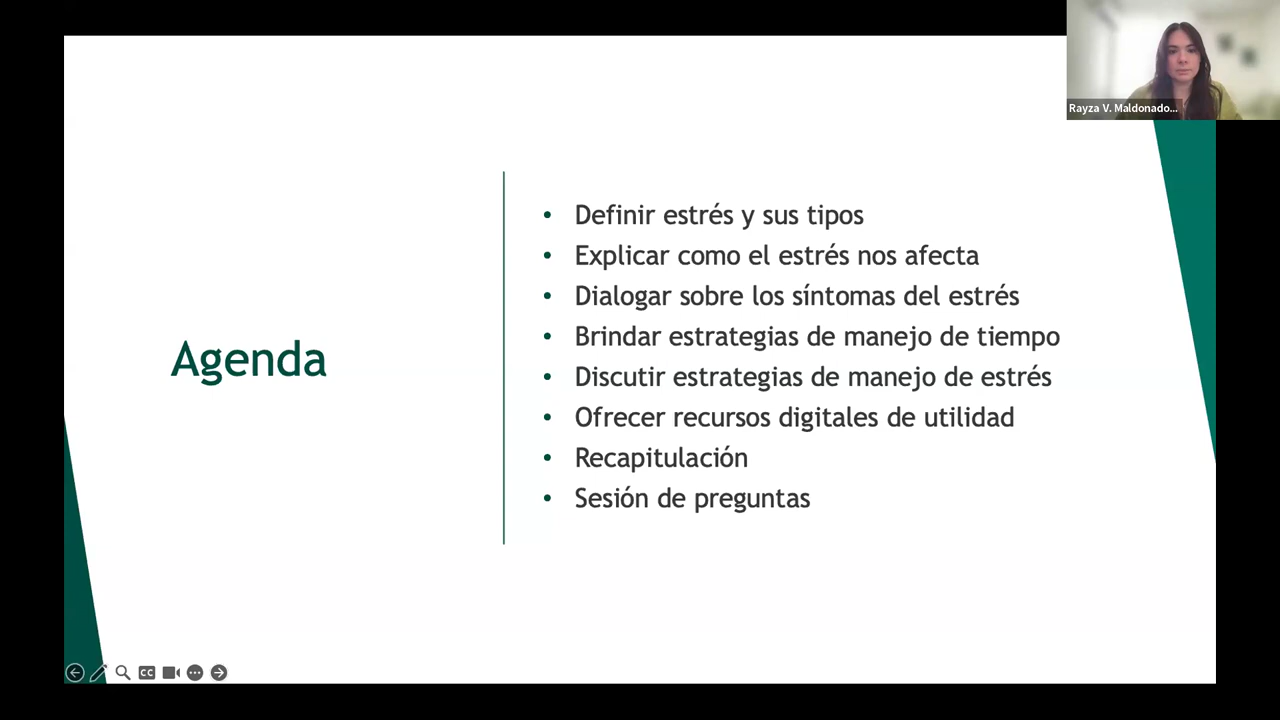 Rayza V. Maldonado...
Agenda
• Definir estrés y sus tipos
• Explicar como el estrés nos afecta
• Dialogar sobre los síntomas del estrés
• Brindar estrategias de manejo de tiempo
• Discutir estrategias de manejo de estrés
• Ofrecer recursos digitales de utilidad
• Recapitulación
• Sesión de preguntas
CC